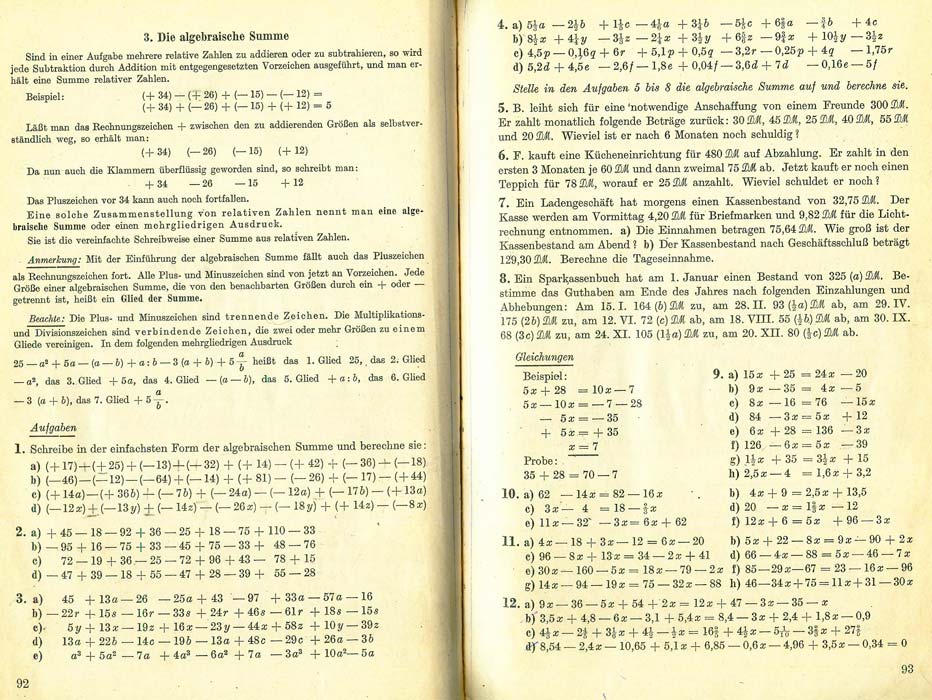 3. Die algebraische Summe
Sind in einer Aufgabe mehrere relative Zahlen zu addieren oder zu subtrahieren, so wird
jede Subtraktion durch Addition mit entgegengesetzten Vorzeichen ausgeführt, und man er-
hält eine Summe relativer Zahlen.
Beispiel: (+ 34) — (+ 26) + (— 15) — (— 12) =
(+ 34) + (— 26) + (— 15) + (+ 12) = 5
Läßt man das Rechnungszeichen + zwischen den zu addierenden Größen als selbstver-
ständlich weg, so erhält man:
(+ 34) (— 26) (— 15) (+ 12)
Da nun auch die Klammern überflüssig geworden sind, so schreibt man:
+ 34 — 26 — 15 + 12
Das Pluszeichen vor 34 kann auch noch fortfallen.
Eine solche Zusammenstellung von relativen Zahlen nennt man eine alge-
braische Summe oder einen mehrgliedrigen Ausdruck.
Sie ist die vereinfachte Schreibweise einer Summe aus relativen Zahlen.
Anmerkung: Mit der Einführung der algebraischen Summe fällt auch das Pluszeichen
als Rechnungszeichen fort. Alle Plus- und Minuszeichen sind von jetzt an Vorzeichen. Jede
Größe einer algebraischen Summe, die von den benachbarten Größen durch ein + oder —
getrennt ist, heißt ein Glied der Summe.
Beachte: Die Plus- und Minuszeichen sind trennende Zeichen. Die Multiplikations-
und Divisionszeichen sind verbindende Zeichen, die zwei oder mehr Größen zu einem
Gliede vereinigen. In dem folgenden mehrgliedrigen Ausdruck
25 — a² + 5a — (a — b) + a : b — 3 (a + b) + 5 a/b heißt das 1. Glied 25, das 2. Glied
— a², das 3. Glied + 5a, das 4. Glied — (a — b), das 5. Glied + a : b, das 6. Glied
— 3 (a + b), das 7. Glied + 5 a/b.
Aufgaben
1. Schreibe in der einfachsten Form der algebraischen Summe und berechne sie:
a) (+ 17)+(+ 25) + (—13)+(+ 32) + (+ 14) — (+ 42) + (— 36) + (—18)
b) (—46)—(—12)—(—64) + (—14) + (+ 81) — (— 26) + (— 17) — (+ 44)
c) (+ 14a)—(+ 36b) + (— 7b) + (— 24a) — (— 12a) + (— 17b) — (+ 13a)
d) (—12x)+(—13y) + (— 14z) — (— 26x) — (— 18y) + (+ 14z) — (—8x)
2. a) + 45 — 18 — 92 + 36 — 25 + 18 — 75 + 110 — 33
b) — 95 + 16 — 75 + 33 — 45 + 75 — 33 + 48 — 76
c) 72 — 19 + 36 — 25 — 72 + 96 + 43 — 78 + 15
d) — 47 + 39 — 18 + 55 — 47 + 28 — 39 + 55 — 28
3. a) 45 + 13a — 26 — 25a + 43 — 97 + 33a — 57a — 16
b) — 22r + 15s — 16r — 33s + 24r + 46s — 61r + 18s — 15s
c) 5y + 13x — 19z + 16x — 23y — 44x + 58z + 10y — 39z
d) 13a + 22b — 14c — 19b — 13a + 48c — 29c + 26a — 3b
e) a³ + 5a² — 7a + 4a³ — 6a² + 7a — 3a³ + 10a² — 5a
92
4. a) 5½a — 2½b + 1½c — 4½a + 3¼b — 5½c + — ¾b + 4c
b) + 4¼y — 3½z — 2¼x + 3½y + — + 10½y — 3½z
c) 4,5p — 0,16q + 6r + 5,1p + 0,5q — 3,2r — 0,25p + 4q — 1,75r
d) 5,2d + 4,5e — 2,6f — 1,8e + 0,04f — 3,6d + 7d — 0,16e — 5f
Stelle in den Aufgaben 5 bis 8 die algebraische Summe auf und berechne sie.
5. B. leiht sich für eine notwendige Anschaffung von einem Freunde 300 DM.
Er zahlt monatlich folgende Beträge zurück: 30 DM, 45 DM, 25 DM, 40 DM, 55 DM
und 20 DM. Wieviel ist er nach 6 Monaten noch schuldig?
6. F. kauft eine Kücheneinrichtung für 480 DM auf Abzahlung. Er zahlt in den
ersten 3 Monaten je 60 DM und dann zweimal 75 DM ab. Jetzt kauft er noch einen
Teppich für 78 DM, worauf er 25 DM anzahlt. Wieviel schuldet er noch?
7. Ein Ladengeschäft hat morgens einen Kassenbestand von 32,75 DM. Der
Kasse werden am Vormittag 4,20 DM für Briefmarken und 9,82 DM für die Licht-
rechnung entnommen. a) Die Einnahmen betragen 75,64 DM. Wie groß ist der
Kassenbestand am Abend? b) Der Kassenbestand nach Geschäftsschluß beträgt
129,30 DM. Berechne die Tageseinnahme.
8. Ein Sparkassenbuch hat am 1. Januar einen Bestand von 325 (a) DM. Be-
stimme das Guthaben am Ende des Jahres nach folgenden Einzahlungen und
Abhebungen: Am 15. I. 164 (b) DM zu, am 28. II. 93 (½a) DM ab, am 29. IV.
175 (2b) DM zu, am 12. VI. 72 (c) DM ab, am 18. VIII. 55 (½b) DM ab, am 30. IX.
68 (3c) DM zu, am 24. XI. 105 (1½a) DM zu, am 20. XII. 80 (½c) DM ab.
Gleichungen
Beispiel:
5x + 28 = 10x — 7
5x — 10x = — 7 — 28
— 5x = — 35
+ 5x = + 35
x = 7
Probe:
35 + 28 = 70 — 7
9. a) 15x + 25 = 24x — 20
b) 9x — 35 = 4x — 5
c) 8x — 16 = 76 — 15x
d) 84 — 3x = 5x + 12
e) 6x + 28 = 136 — 3x
f) 126 — 6x = 5x — 39
g) 1½x + 35 = 3½x + 15
h) 2,5x — 4 = 1,6x + 3,2
10. a) 62 — 14x = 82 — 16x b) 4x + 9 = 2,5x + 13,5
c) 3x — 4 = 18 — x d) 20 — x = — 12
e) 11x — 32 — 3x = 6x + 62 f) 12x + 6 = 5x + 96 — 3x
11. a) 4x — 18 + 3x — 12 = 6x — 20 b) 5x + 22 — 8 = 9x — 90 + 2x
c) 96 — 8x + 13x = 34 — 2x + 41 d) 66 — 4x — 88 = 5x — 46 — 7x
e) 30x — 160 — 5x = 18x — 79 — 2x f) 85 — 29x — 67 = 23 — 16x — 96
g) 14x — 94 — 19x = 75 — 32x — 88 h) 46 — 34x + 75 = 11x + 31 — 30x
12. a) 9x — 36 — 5x + 54 + 2x = 12x + 47 — 3x — 35 — x
b) 3,5x + 4,8 — 6x — 3,1 + 5,4x = 8,4 — 3x + 2,4 + 1,8x — 0,9
c)
d) 8,54 — 2,4x — 10,65 + 5,1x + 6,85 — 0,6x — 4,96 + 3,5x — 0,34 = 0
93